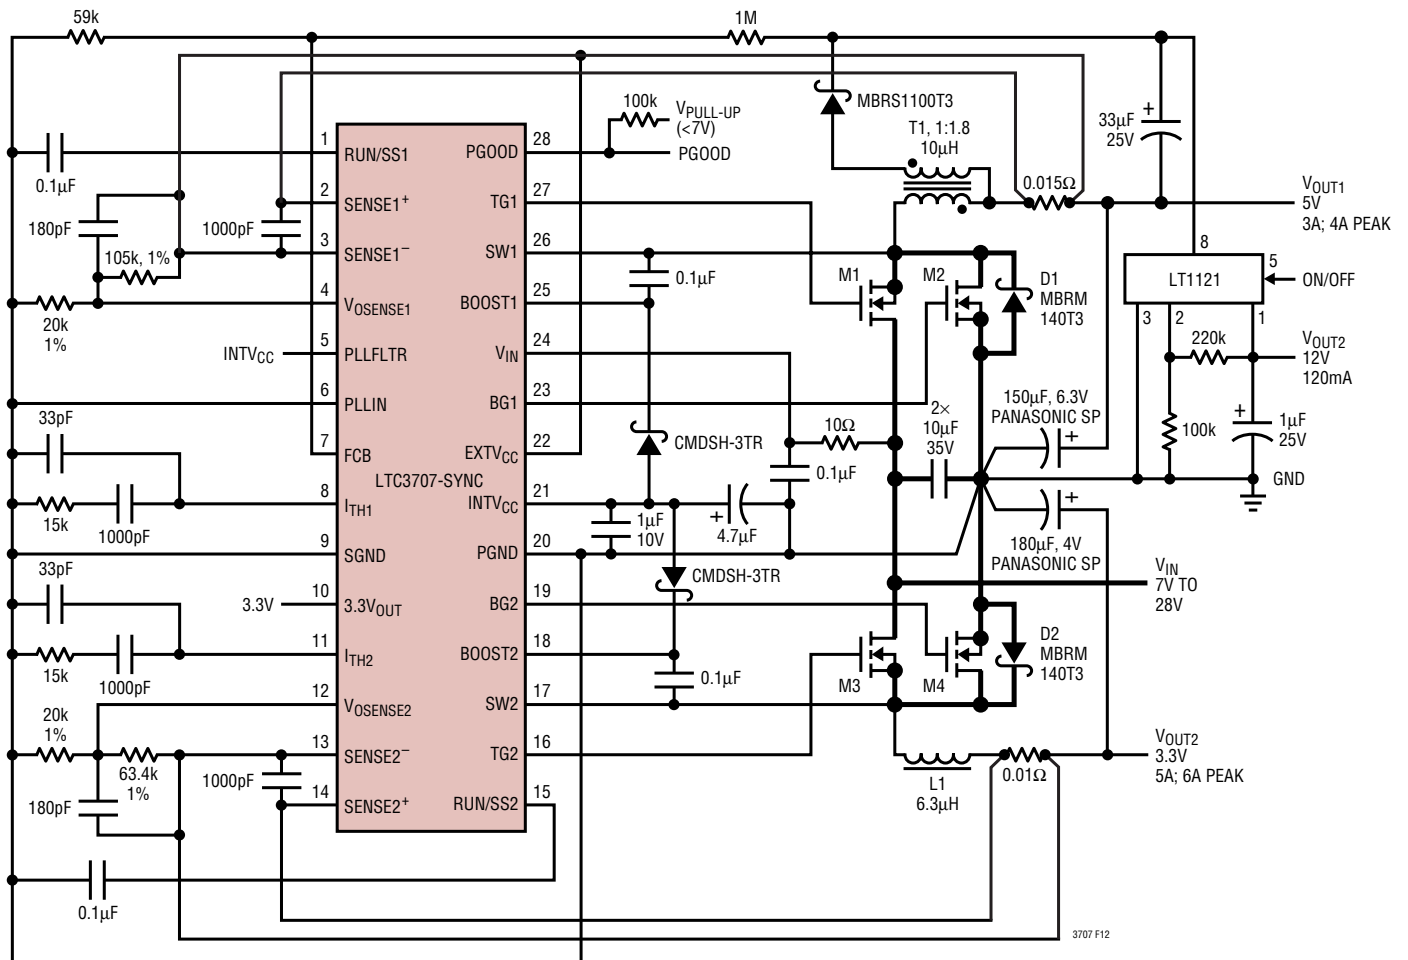 59k
1M
MBRS1100T3
100k
VPULL-UP
(<7V)
PGOOD
T1, 1:1.8
10µH
33µF
25V
+
0.015Ω
VOUT1
5V
3A; 4A PEAK
0.1µF
1
RUN/SS1
PGOOD
28
2
SENSE1+
TG1
27
180pF
1000pF
3
SENSE1–
SW1
26
105k, 1%
0.1µF
M1
M2
D1
MBRM
140T3
8
LT1121
5
ON/OFF
3
2
1
4
VOSENSE1
BOOST1
25
20k
1%
INTVCC
5
PLLFLTR
VIN
24
220k
VOUT2
12V
120mA
6
PLLIN
BG1
23
33pF
2×
10µF
35V
150µF, 6.3V
PANASONIC SP
+
100k
+
1µF
25V
7
FCB
EXTVCC
22
CMDSH-3TR
10Ω
0.1µF
LTC3707-SYNC
GND
8
ITH1
INTVCC
21
15k
1000pF
1µF
10V
+
4.7µF
+
180µF, 4V
PANASONIC SP
9
SGND
PGND
20
33pF
CMDSH-3TR
VIN
7V TO
28V
3.3V
10
3.3VOUT
BG2
19
11
ITH2
BOOST2
18
15k
1000pF
0.1µF
M3
M4
D2
MBRM
140T3
12
VOSENSE2
SW2
17
20k
1%
13
SENSE2–
TG2
16
63.4k
1%
1000pF
L1
6.3µH
0.01Ω
VOUT2
3.3V
5A; 6A PEAK
180pF
14
SENSE2+
RUN/SS2
15
0.1µF
3707 F12